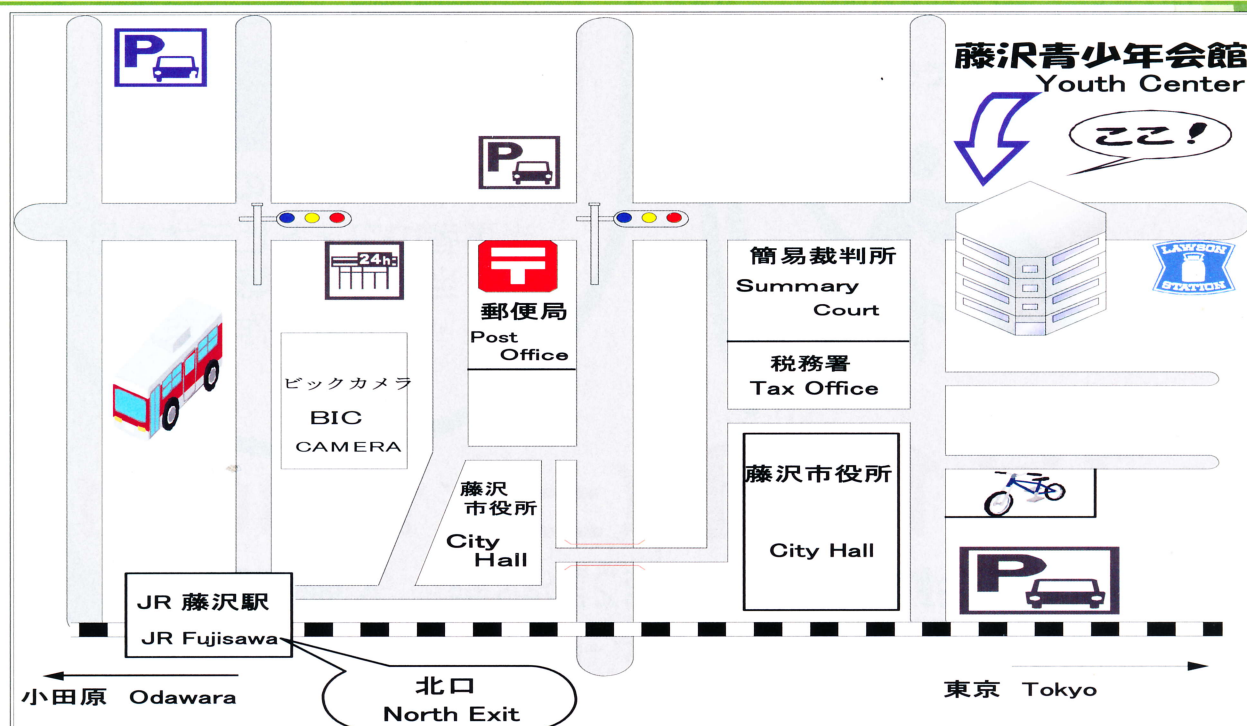 P
藤沢青少年会館
Youth Center
ここ!
P
24h
〒
郵便局
Post
Office
簡易裁判所
Summary
Court
LAWSON
STATION
税務署
Tax Office
ビックカメラ
BIC
CAMERA
藤沢
市役所
City
Hall
藤沢市役所
City Hall
P
JR 藤沢駅
JR Fujisawa
小田原 Odawara
北口
North Exit
東京 Tokyo